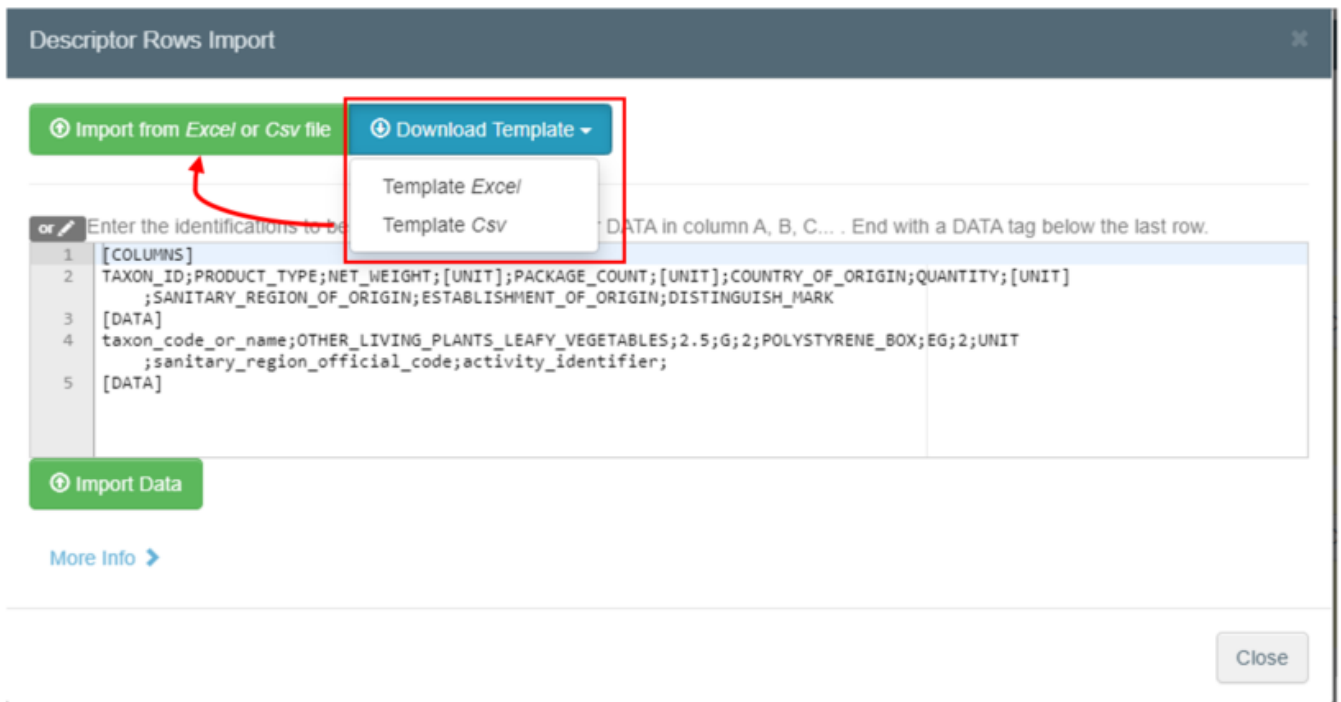 Descriptor Rows Import
Import from Excel or Csv file
Download Template
Template Excel
Template Csv
or Enter the identifications to be DATA in column A, B, C... . End with a DATA tag below the last row.
1 [COLUMNS]
2 TAXON_ID;PRODUCT_TYPE;NET_WEIGHT;[UNIT];PACKAGE_COUNT;[UNIT];COUNTRY_OF_ORIGIN;QUANTITY;[UNIT]
;SANITARY_REGION_OF_ORIGIN;ESTABLISHMENT_OF_ORIGIN;DISTINGUISH_MARK
3 [DATA]
4 taxon_code_or_name;OTHER_LIVING_PLANTS_LEAFY_VEGETABLES;2.5;G;2;POLYSTYRENE_BOX;EG;2;UNIT
;sanitary_region_official_code;activity_identifier;
5 [DATA]
Import Data
More Info
Close